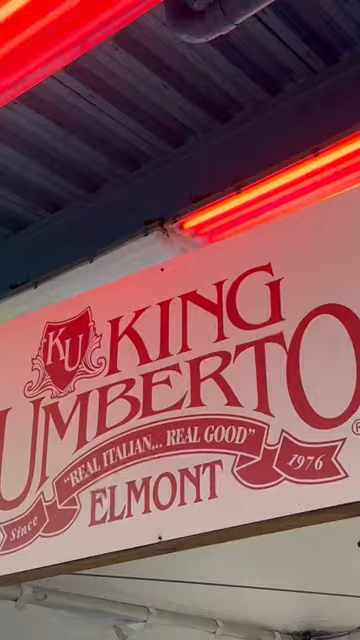 KU
KING
UMBERTO
®
"REAL ITALIAN... REAL GOOD"
Since 1976
ELMONT